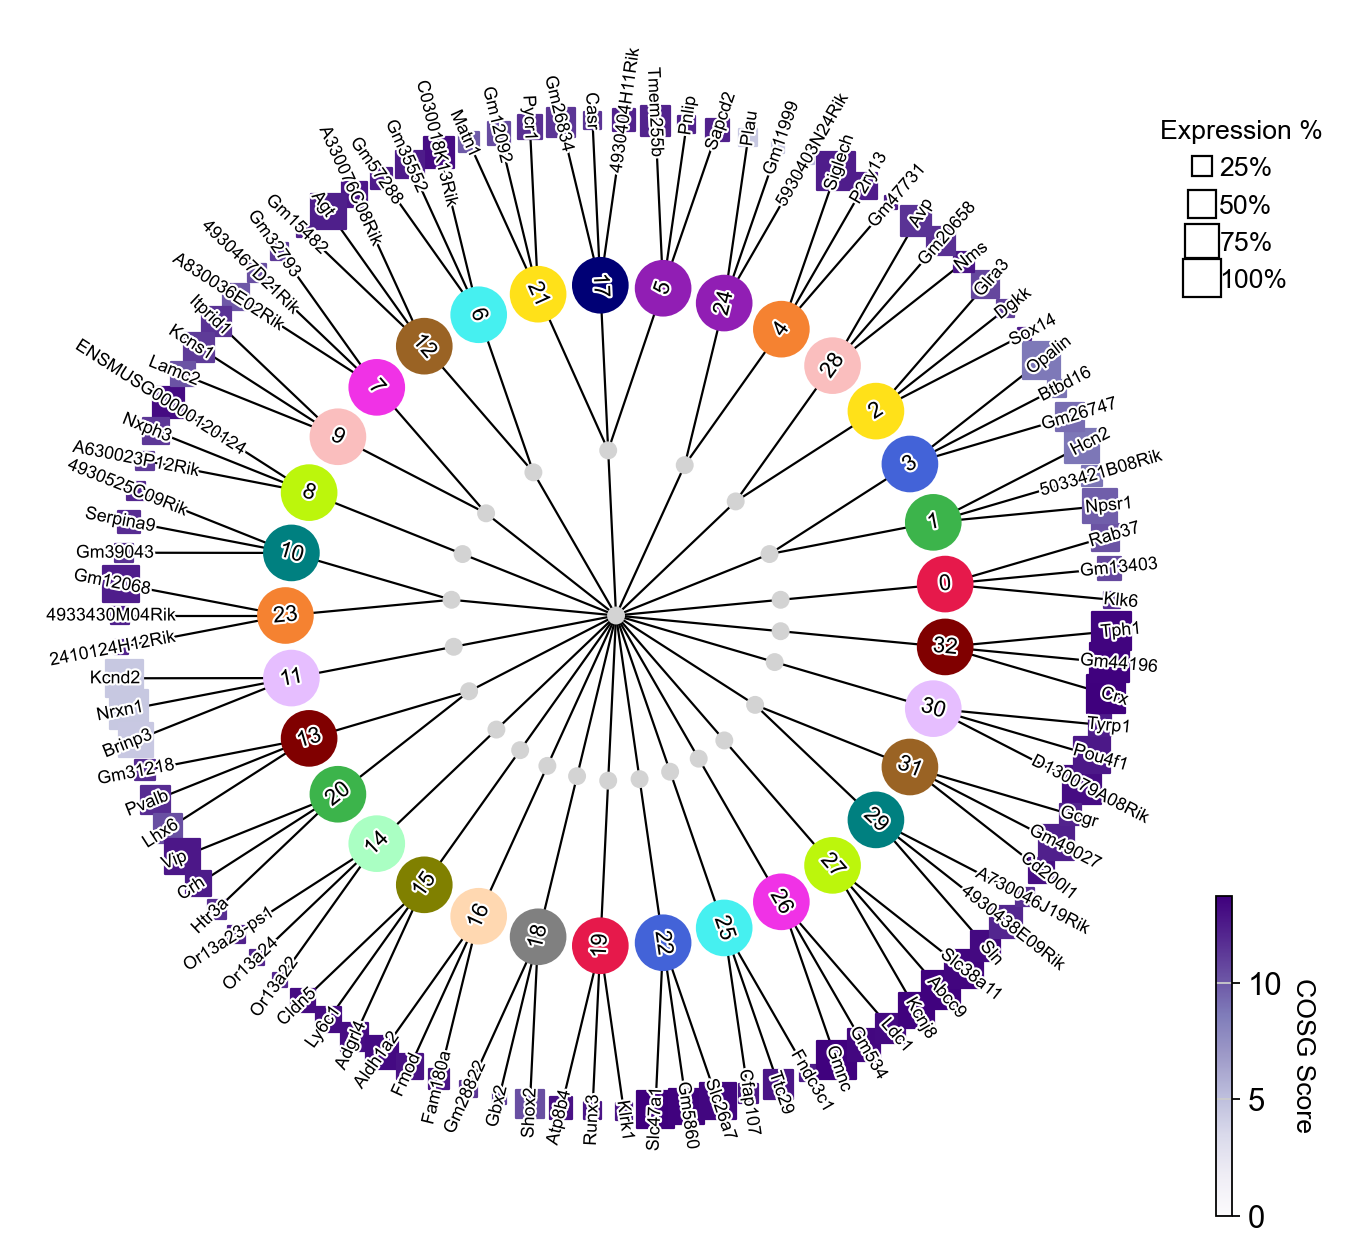 Expression %
25%
50%
75%
100%
COSG Score
10
5
0
0
Rab37
Gm13403
Klk6
1
Hcn2
5033421B08Rik
Npsr1
3
Opalin
Btbd16
Gm26747
2
Glra3
Dgkk
Sox14
28
Avp
Gm20658
Nms
4
Siglech
P2ry13
Gm47731
24
Plau
Gm11999
5930403N24Rik
5
Tmem255b
Pnlip
Sapcd2
17
Gm26834
Casr
4930404H11Rik
21
Matn1
Gm12092
Pycr1
6
Gm57288
Gm35552
C030018K13Rik
12
Gm15482
Agt
A330076C08Rik
7
A830036E02Rik
4930467D21Rik
Gm32793
9
Lamc2
Kcns1
Itprid1
8
A630023P12Rik
Nxph3
ENSMUSG00000120124
10
4930525C09Rik
Serpina9
Gm39043
23
Gm12068
4933430M04Rik
2410124H12Rik
11
Kcnd2
Nrxn1
Brinp3
13
Gm31218
Pvalb
Lhx6
20
Vip
Crh
Htr3a
14
Or13a23-ps1
Or13a24
Or13a22
15
Cldn5
Ly6c1
Adgrl4
16
Aldh1a2
Fmod
Fam180a
18
Gm28822
Gbx2
Shox2
19
Atp8b4
Runx3
Klrk1
22
Slc47a1
Gm5860
Slc26a7
25
Cfap107
Ttc29
Fndc3c1
26
Gmnc
Gm534
Ldc1
27
Kcnj8
Abcc9
Slc38a11
29
Sln
4930438E09Rik
A730046J19Rik
31
Cd200l1
Gm49027
Gcgr
30
D130079A08Rik
Pou4f1
Tyrp1
32
Crx
Gm44196
Tph1